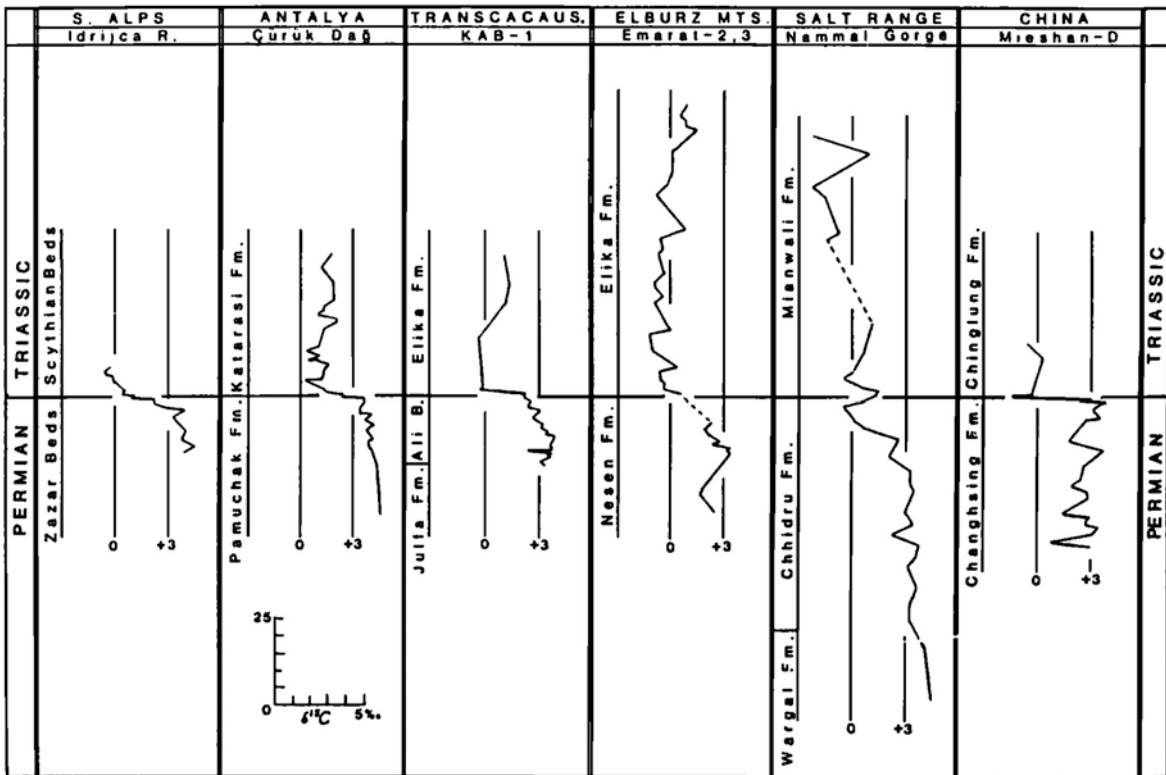 S. ALPS
Idrijca R.
ANTALYA
Çürük Dağ
TRANSCACAUS.
KAB-1
ELBURZ MTS.
Emarat-2,3
SALT RANGE
Nammal Gorge
CHINA
Mieshan-D
TRIASSIC
PERMIAN
Scythian Beds
Zazar Beds
0
+3
Katarasi Fm.
Pamuchak Fm.
0
+3
25
0
δ¹³C
5‰
Elika Fm.
Ali B.
Julfa Fm.
0
+3
Elika Fm.
Nesen Fm.
0
+3
Mianwali Fm.
Chhidru Fm.
Wargal Fm.
0
+3
Chinglung Fm.
Changhsing Fm.
0
+3
TRIASSIC
PERMIAN